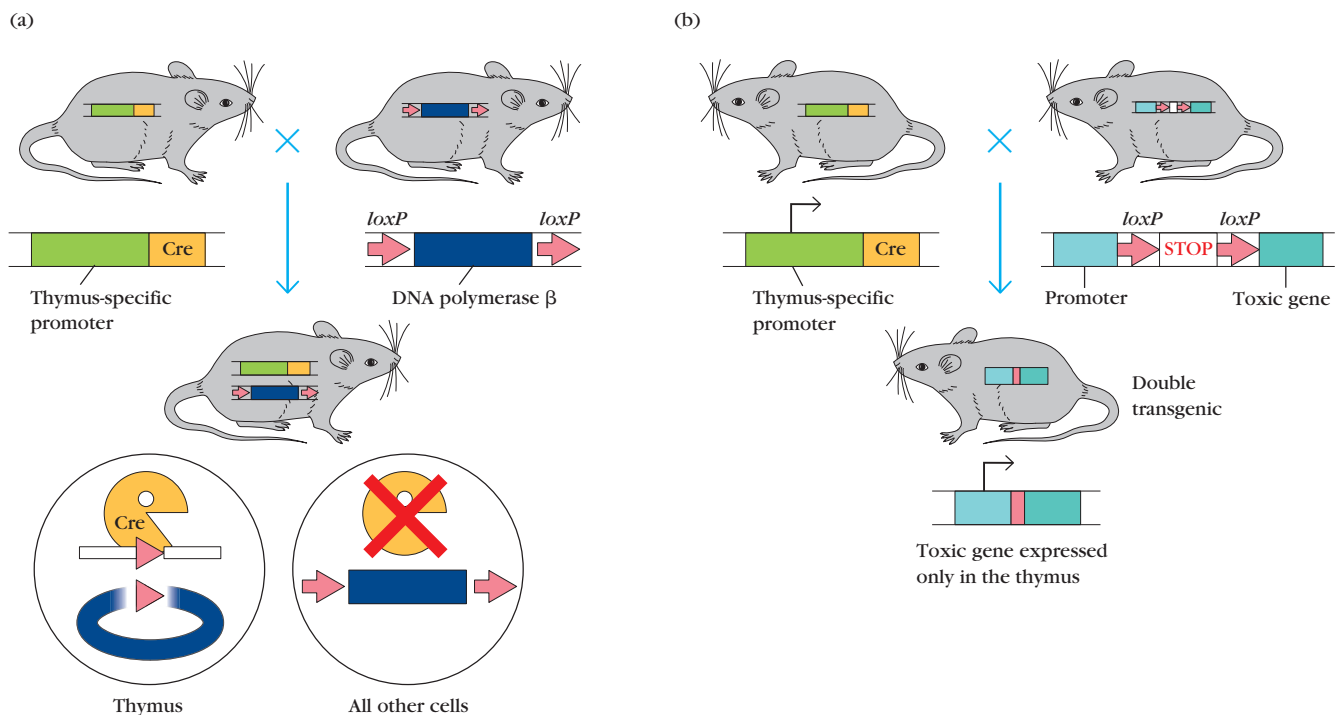 (a)
loxP
loxP
Cre
Thymus-specific
promoter
DNA polymerase β
Cre
Thymus
All other cells
(b)
loxP
loxP
Cre
STOP
Thymus-specific
promoter
Promoter
Toxic gene
Double
transgenic
Toxic gene expressed
only in the thymus